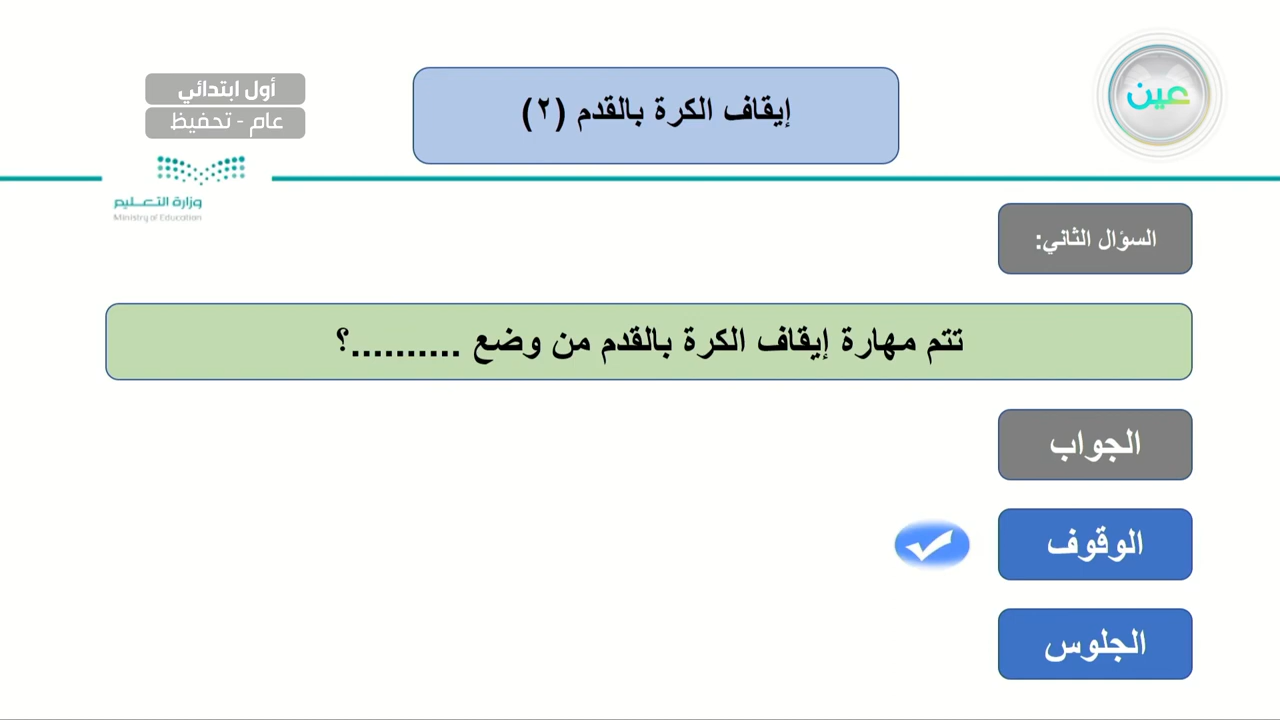 عين
إيقاف الكرة بالقدم (٢)
أول ابتدائي
عام - تحفيظ
وزارة التعليم
Ministry of Education
السؤال الثاني:
تتم مهارة إيقاف الكرة بالقدم من وضع ..........؟
الجواب
الوقوف
الجلوس